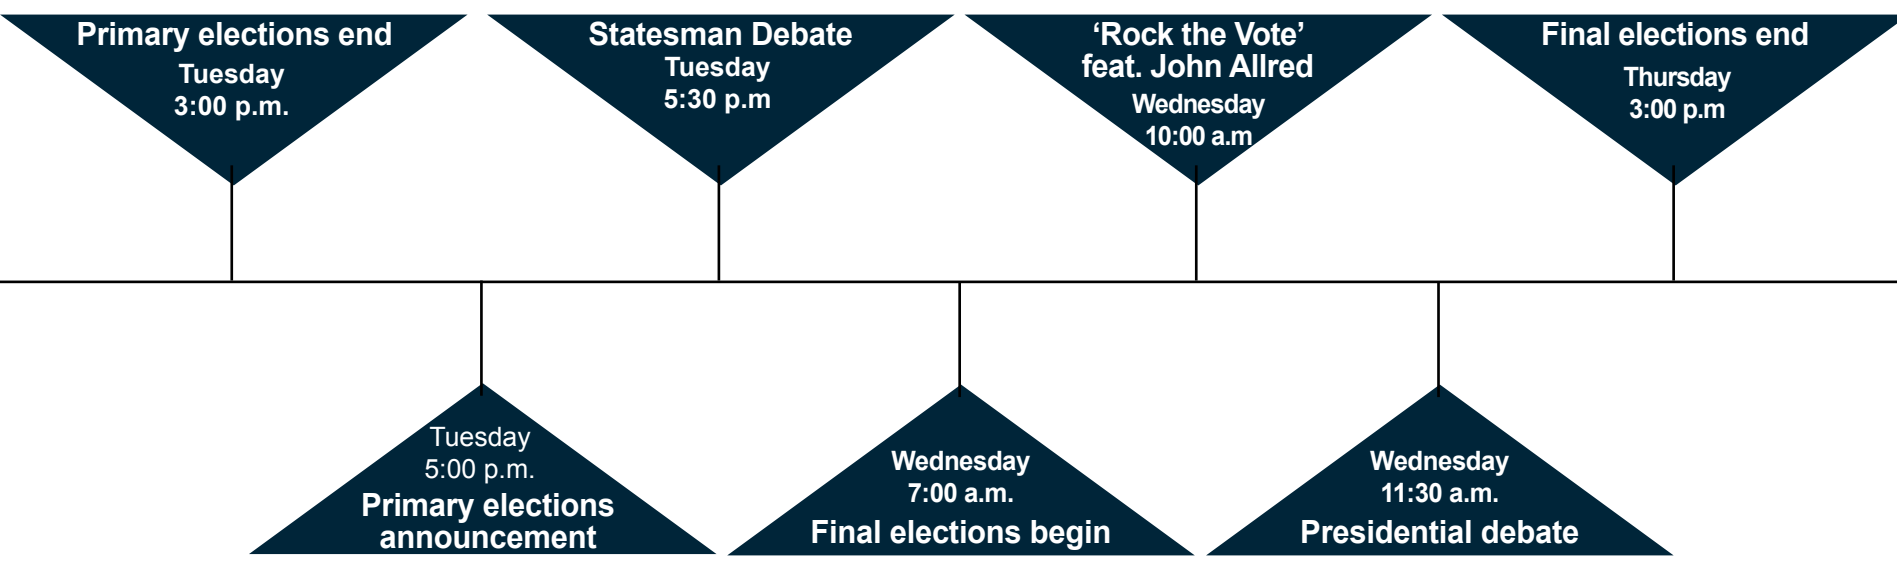 Primary elections end
Tuesday
3:00 p.m.
Statesman Debate
Tuesday
5:30 p.m
‘Rock the Vote’
feat. John Allred
Wednesday
10:00 a.m
Final elections end
Thursday
3:00 p.m
Tuesday
5:00 p.m.
Primary elections
announcement
Wednesday
7:00 a.m.
Final elections begin
Wednesday
11:30 a.m.
Presidential debate